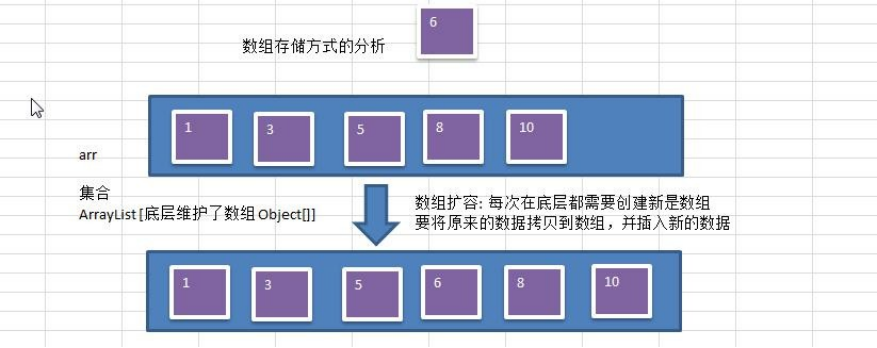 6
数组存储方式的分析
1 3 5 8 10
arr
集合
ArrayList [底层维护了数组 Object[]]
数组扩容: 每次在底层都需要创建新是数组
要将原来的数据拷贝到数组，并插入新的数据
1 3 5 6 8 10